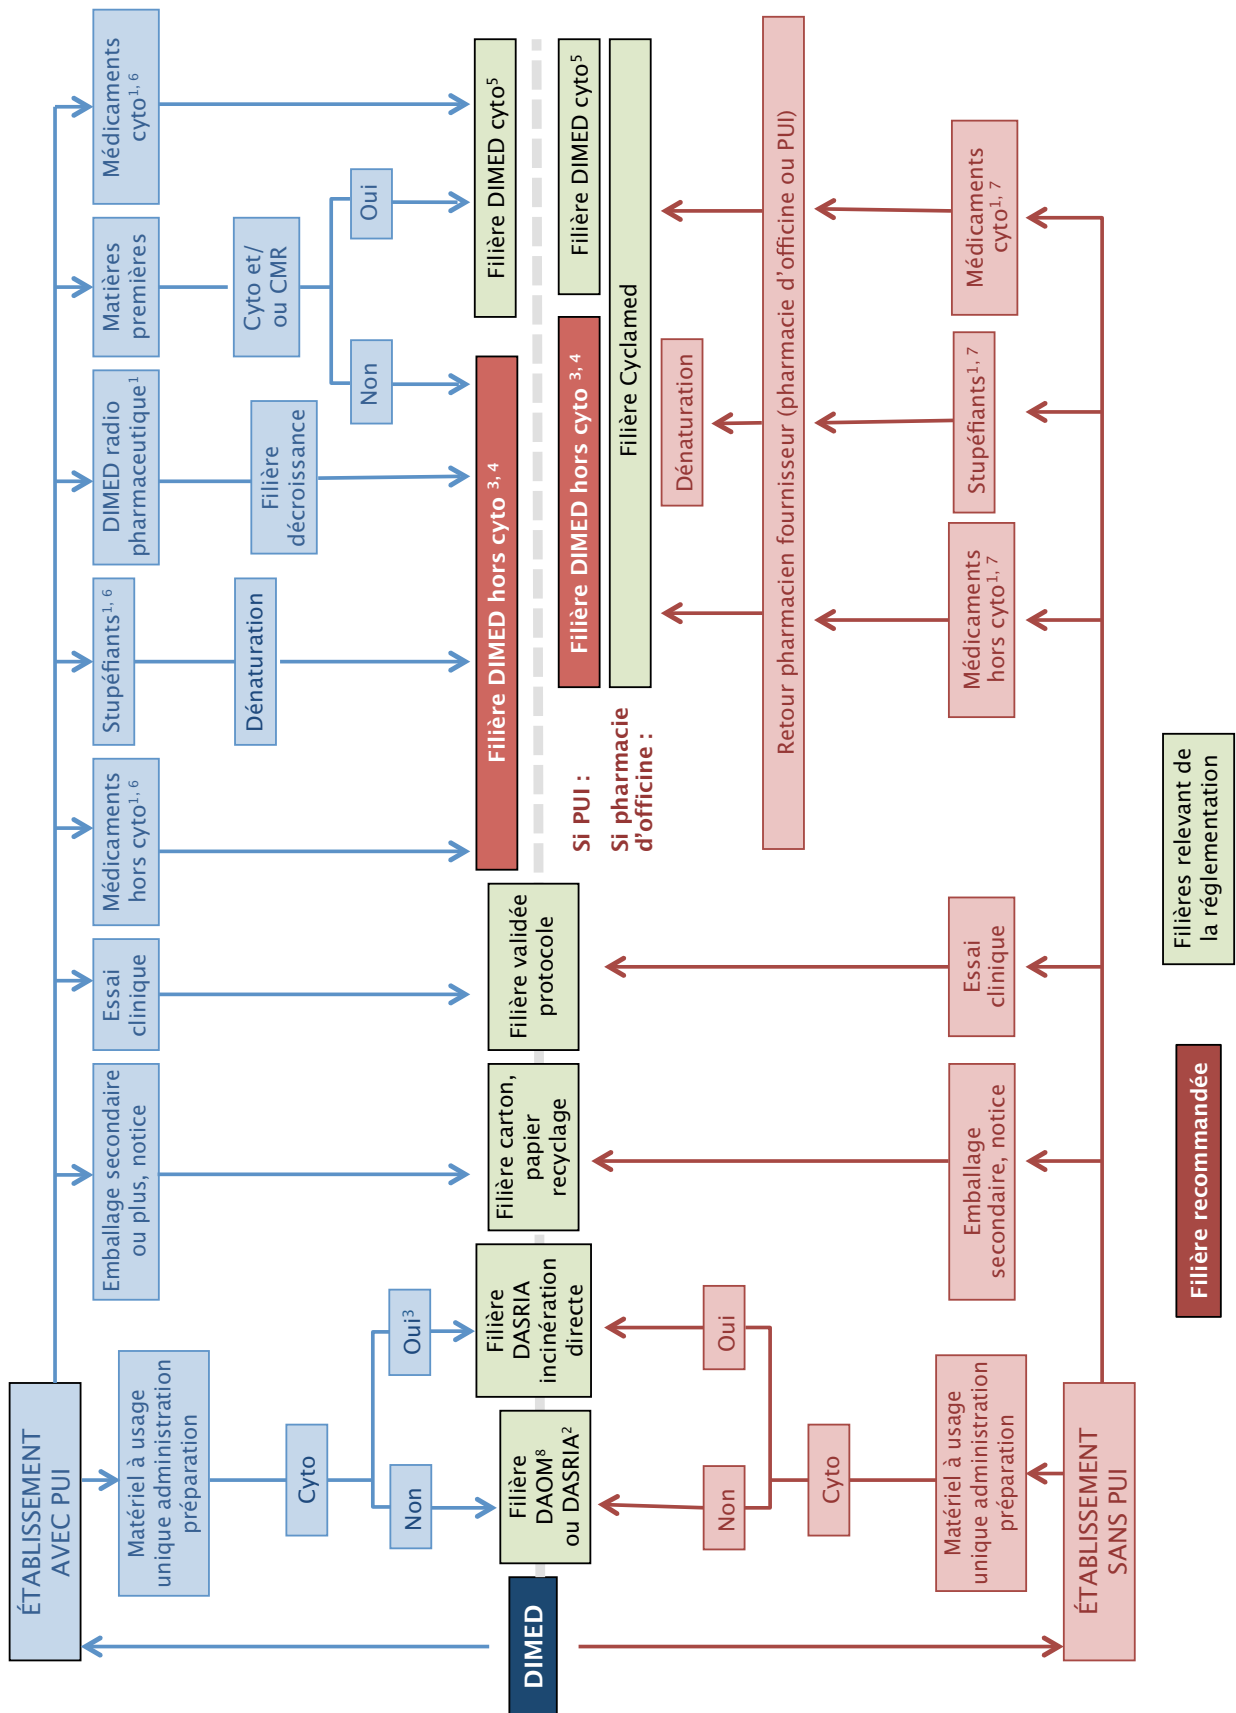 ÉTABLISSEMENT
AVEC PUI
Matériel à usage
unique administration
préparation
Cyto
Non
Oui³
Emballage secondaire
ou plus, notice
Essai
clinique
Médicaments
hors cyto¹˒ ⁶
Stupéfiants¹˒ ⁶
Dénaturation
DIMED radio
pharmaceutique¹
Filière
décroissance
Matières
premières
Cyto et/
ou CMR
Non
Oui
Médicaments
cyto¹˒ ⁶
DIMED
Filière
DAOM⁸
ou DASRIA²
Filière
DASRIA
incinération
directe
Filière carton,
papier
recyclage
Filière validée
protocole
Filière DIMED hors cyto ³˒ ⁴
Filière DIMED cyto⁵
Si PUI :
Filière DIMED hors cyto ³˒ ⁴
Filière DIMED cyto⁵
Si pharmacie
d'officine :
Filière Cyclamed
Dénaturation
Retour pharmacien fournisseur (pharmacie d'officine ou PUI)
Non
Oui
Cyto
Matériel à usage
unique administration
préparation
Emballage
secondaire, notice
Essai
clinique
Médicaments
hors cyto¹˒ ⁷
Stupéfiants¹˒ ⁷
Médicaments
cyto¹˒ ⁷
ÉTABLISSEMENT
SANS PUI
Filière recommandée
Filières relevant de
la réglementation